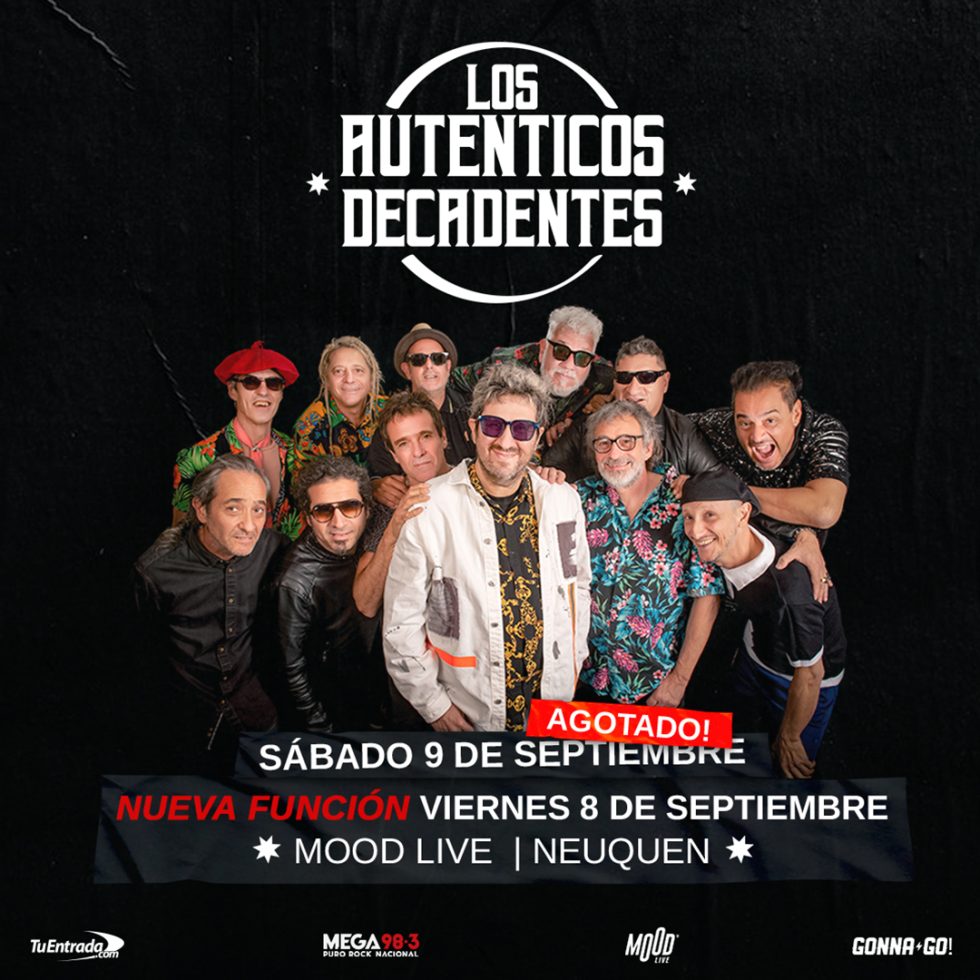 LOS
AUTENTICOS
DECADENTES
AGOTADO!
SÁBADO 9 DE SEPTIEMBRE
NUEVA FUNCIÓN VIERNES 8 DE SEPTIEMBRE
MOOD LIVE | NEUQUEN
TuEntrada.com
MEGA 98·3
PURO ROCK NACIONAL
MOOD
LIVE
GONNA GO!